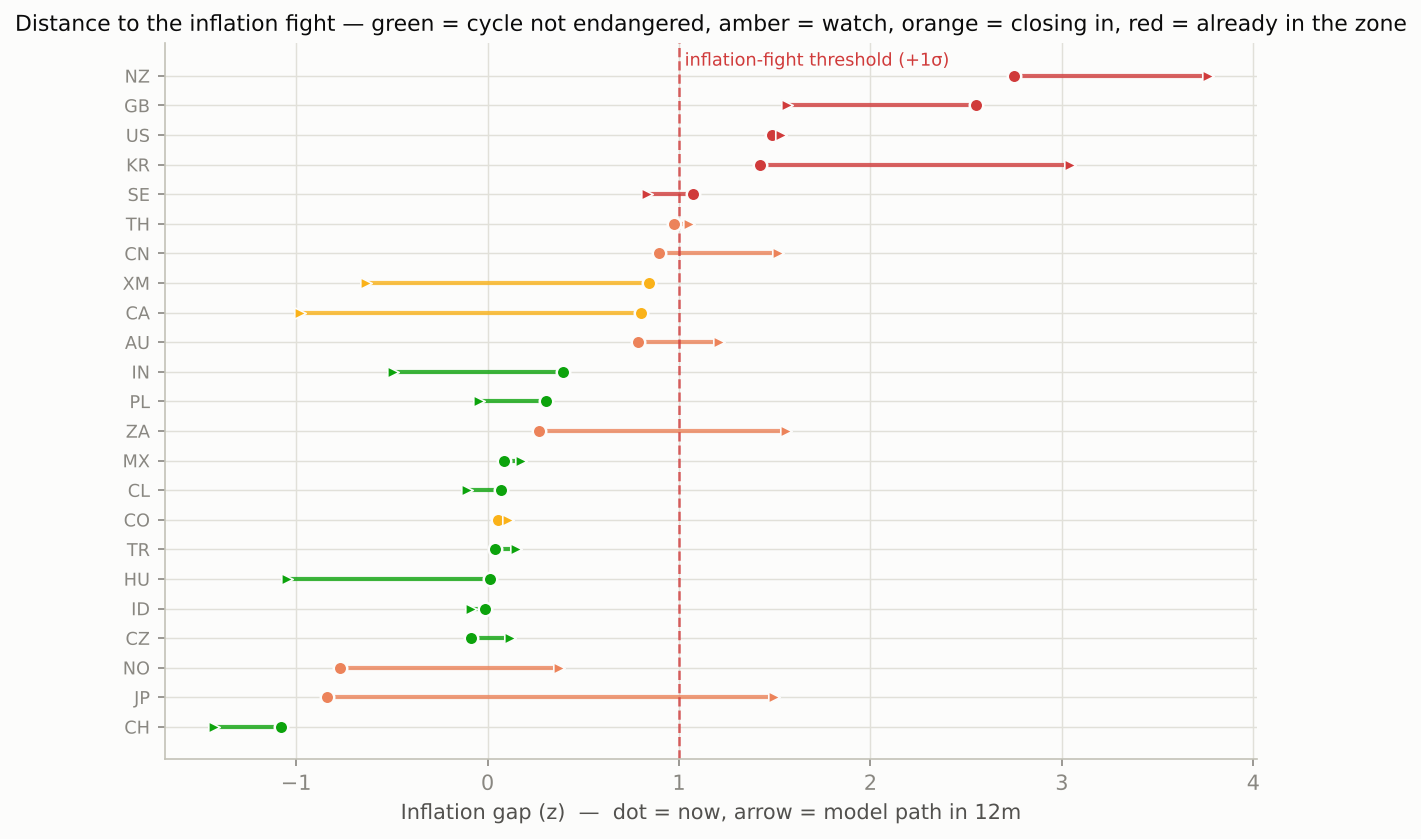 Distance to the inflation fight — green = cycle not endangered, amber = watch, orange = closing in, red = already in the zone
inflation-fight threshold (+1σ)
NZ
GB
US
KR
SE
TH
CN
XM
CA
AU
IN
PL
ZA
MX
CL
CO
TR
HU
ID
CZ
NO
JP
CH
−1 0 1 2 3 4
Inflation gap (z) — dot = now, arrow = model path in 12m